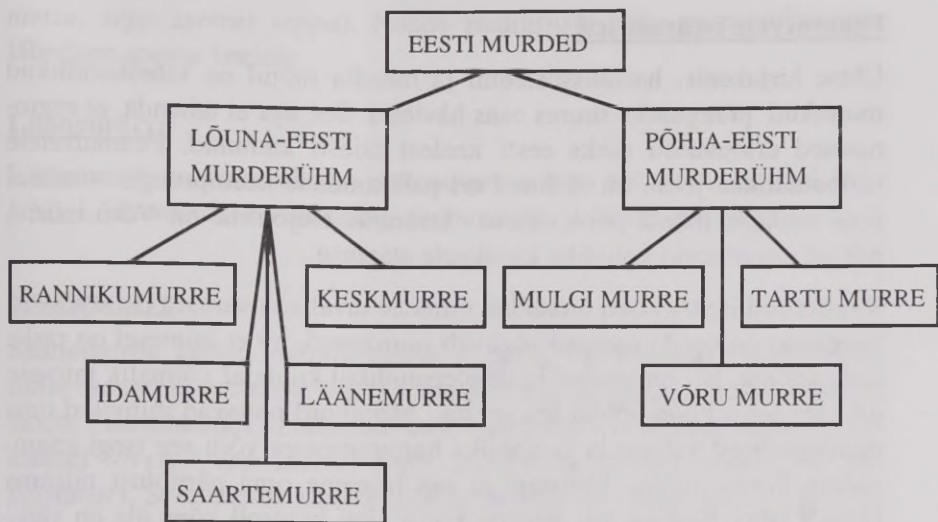 EESTI MURDED
LÕUNA-EESTI
MURDERÜHM
PÕHJA-EESTI
MURDERÜHM
RANNIKUMURRE
KESKMURRE
MULGI MURRE
TARTU MURRE
IDAMURRE
LÄÄNEMURRE
VÕRU MURRE
SAARTEMURRE